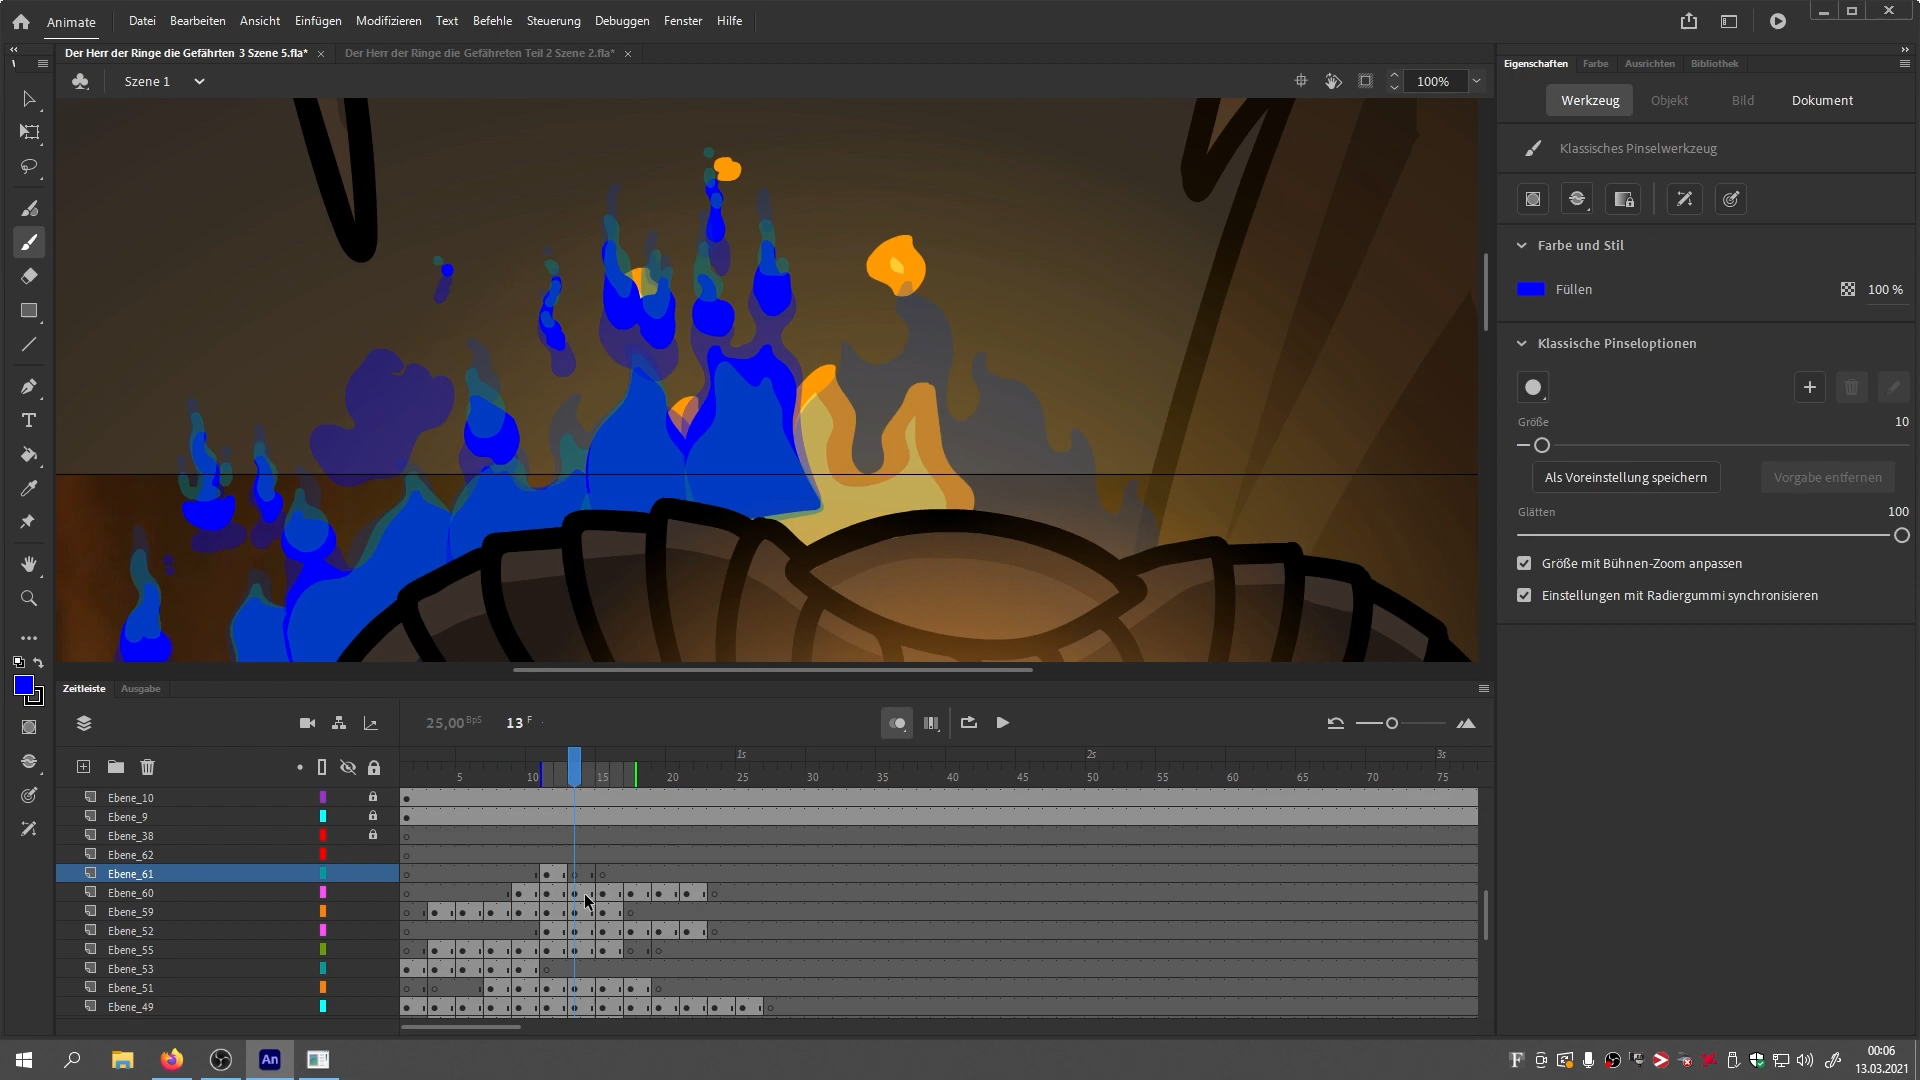 Animate
Datei Bearbeiten Ansicht Einfügen Modifizieren Text Befehle Steuerung Debuggen Fenster Hilfe
Der Herr der Ringe die Gefährten 3 Szene 5.fla* ×
Der Herr der Ringe die Gefähreten Teil 2 Szene 2.fla* ×
Szene 1
100%
Eigenschaften Farbe Ausrichten Bibliothek
Werkzeug Objekt Bild Dokument
Klassisches Pinselwerkzeug
Farbe und Stil
Füllen 100 %
Klassische Pinseloptionen
Größe 10
Als Voreinstellung speichern Vorgabe entfernen
Glätten 100
Größe mit Bühnen-Zoom anpassen
Einstellungen mit Radiergummi synchronisieren
Zeitleiste Ausgabe
25,00 BpS 13 F
1s 2s 3s
5 10 15 20 25 30 35 40 45 50 55 60 65 70 75
Ebene_10
Ebene_9
Ebene_38
Ebene_62
Ebene_61
Ebene_60
Ebene_59
Ebene_52
Ebene_55
Ebene_53
Ebene_51
Ebene_49
An
00:06
13.03.2021